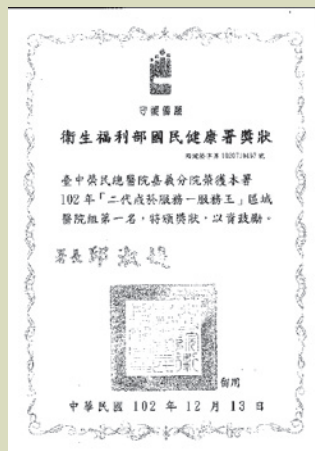 守護健康
衛生福利部國民健康署獎狀
臺中榮民總醫院嘉義分院榮獲本署
102年「二代戒菸服務－服務王」區域
醫院組第一名，特頒獎狀，以資鼓勵。
署長 邱淑媞
中華民國 102 年 12 月 13 日